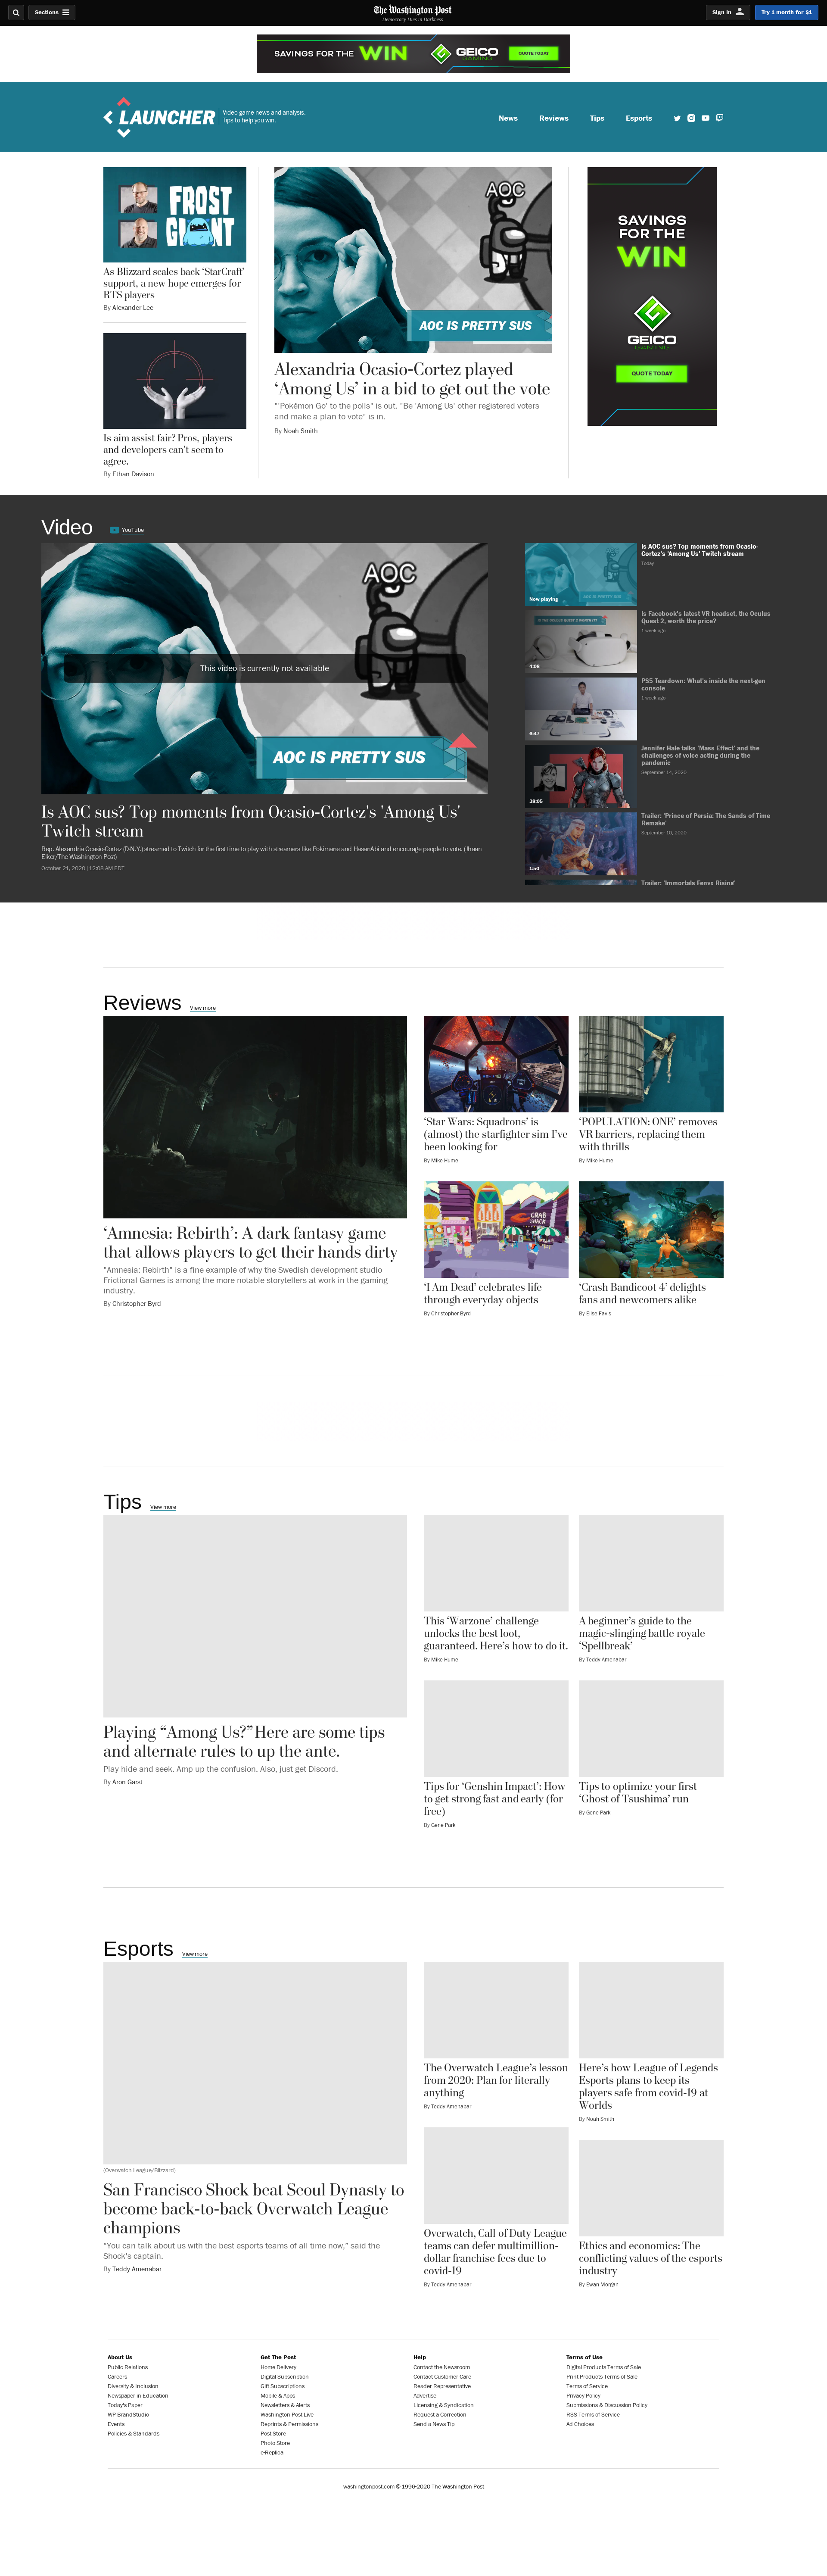 Sections
The Washington Post
Democracy Dies in Darkness
Sign In
Try 1 month for $1
SAVINGS FOR THE WIN
GEICO
GAMING
QUOTE TODAY
LAUNCHER
Video game news and analysis.
Tips to help you win.
News
Reviews
Tips
Esports
FROST
GIANT
As Blizzard scales back ‘StarCraft’
support, a new hope emerges for
RTS players
By Alexander Lee
Is aim assist fair? Pros, players
and developers can't seem to
agree.
By Ethan Davison
AOC
AOC IS PRETTY SUS
Alexandria Ocasio-Cortez played
‘Among Us’ in a bid to get out the vote
"'Pokémon Go' to the polls" is out. "Be 'Among Us' other registered voters
and make a plan to vote" is in.
By Noah Smith
SAVINGS
FOR THE
WIN
GEICO
GAMING
QUOTE TODAY
Video
YouTube
AOC
This video is currently not available
AOC IS PRETTY SUS
Is AOC sus? Top moments from Ocasio-Cortez's 'Among Us'
Twitch stream
Rep. Alexandria Ocasio-Cortez (D-N.Y.) streamed to Twitch for the first time to play with streamers like Pokimane and HasanAbi and encourage people to vote. (Jhaan
Elker/The Washington Post)
October 21, 2020 | 12:08 AM EDT
Now playing
AOC IS PRETTY SUS
Is AOC sus? Top moments from Ocasio-
Cortez's 'Among Us' Twitch stream
Today
4:08
Is Facebook's latest VR headset, the Oculus
Quest 2, worth the price?
1 week ago
6:47
PS5 Teardown: What's inside the next-gen
console
1 week ago
38:05
Jennifer Hale talks 'Mass Effect' and the
challenges of voice acting during the
pandemic
September 14, 2020
1:50
Trailer: 'Prince of Persia: The Sands of Time
Remake'
September 10, 2020
Trailer: 'Immortals Fenyx Rising'
Reviews
View more
‘Amnesia: Rebirth’: A dark fantasy game
that allows players to get their hands dirty
"Amnesia: Rebirth" is a fine example of why the Swedish development studio
Frictional Games is among the more notable storytellers at work in the gaming
industry.
By Christopher Byrd
‘Star Wars: Squadrons’ is
(almost) the starfighter sim I’ve
been looking for
By Mike Hume
‘POPULATION: ONE’ removes
VR barriers, replacing them
with thrills
By Mike Hume
CRAB
SHACK
‘I Am Dead’ celebrates life
through everyday objects
By Christopher Byrd
‘Crash Bandicoot 4’ delights
fans and newcomers alike
By Elise Favis
Tips
View more
Playing “Among Us?” Here are some tips
and alternate rules to up the ante.
Play hide and seek. Amp up the confusion. Also, just get Discord.
By Aron Garst
This ‘Warzone’ challenge
unlocks the best loot,
guaranteed. Here’s how to do it.
By Mike Hume
A beginner’s guide to the
magic-slinging battle royale
‘Spellbreak’
By Teddy Amenabar
Tips for ‘Genshin Impact’: How
to get strong fast and early (for
free)
By Gene Park
Tips to optimize your first
‘Ghost of Tsushima’ run
By Gene Park
Esports
View more
(Overwatch League/Blizzard)
San Francisco Shock beat Seoul Dynasty to
become back-to-back Overwatch League
champions
"You can talk about us with the best esports teams of all time now," said the
Shock's captain.
By Teddy Amenabar
The Overwatch League’s lesson
from 2020: Plan for literally
anything
By Teddy Amenabar
Here’s how League of Legends
Esports plans to keep its
players safe from covid-19 at
Worlds
By Noah Smith
Overwatch, Call of Duty League
teams can defer multimillion-
dollar franchise fees due to
covid-19
By Teddy Amenabar
Ethics and economics: The
conflicting values of the esports
industry
By Ewan Morgan
About Us
Public Relations
Careers
Diversity & Inclusion
Newspaper in Education
Today's Paper
WP BrandStudio
Events
Policies & Standards
Get The Post
Home Delivery
Digital Subscription
Gift Subscriptions
Mobile & Apps
Newsletters & Alerts
Washington Post Live
Reprints & Permissions
Post Store
Photo Store
e-Replica
Help
Contact the Newsroom
Contact Customer Care
Reader Representative
Advertise
Licensing & Syndication
Request a Correction
Send a News Tip
Terms of Use
Digital Products Terms of Sale
Print Products Terms of Sale
Terms of Service
Privacy Policy
Submissions & Discussion Policy
RSS Terms of Service
Ad Choices
washingtonpost.com © 1996-2020 The Washington Post